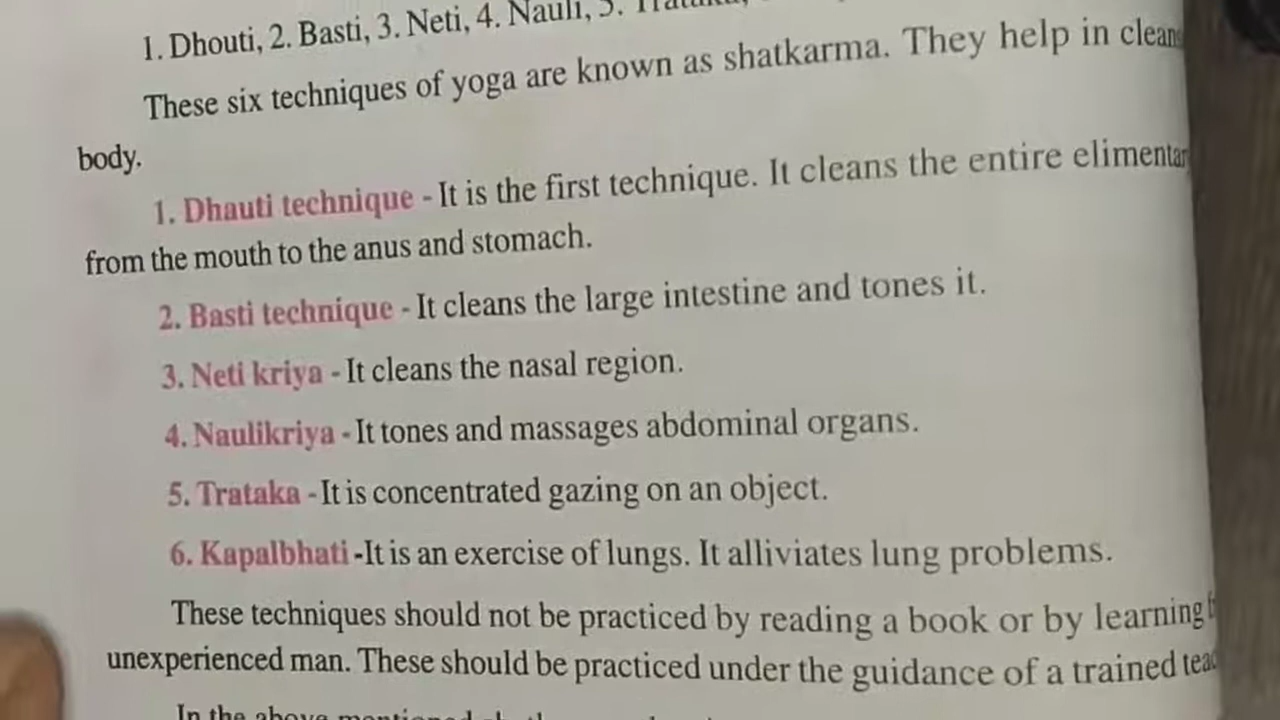 1. Dhouti, 2. Basti, 3. Neti, 4. Nauli, 5.
These six techniques of yoga are known as shatkarma. They help in
body.
1. Dhauti technique - It is the first technique. It cleans the entire
from the mouth to the anus and stomach.
2. Basti technique - It cleans the large intestine and tones it.
3. Neti kriya - It cleans the nasal region.
4. Naulikriya - It tones and massages abdominal organs.
5. Trataka - It is concentrated gazing on an object.
6. Kapalbhati -It is an exercise of lungs. It alliviates lung problems.
These techniques should not be practiced by reading a book or by learning
unexperienced man. These should be practiced under the guidance of a trained
In the above mentioned